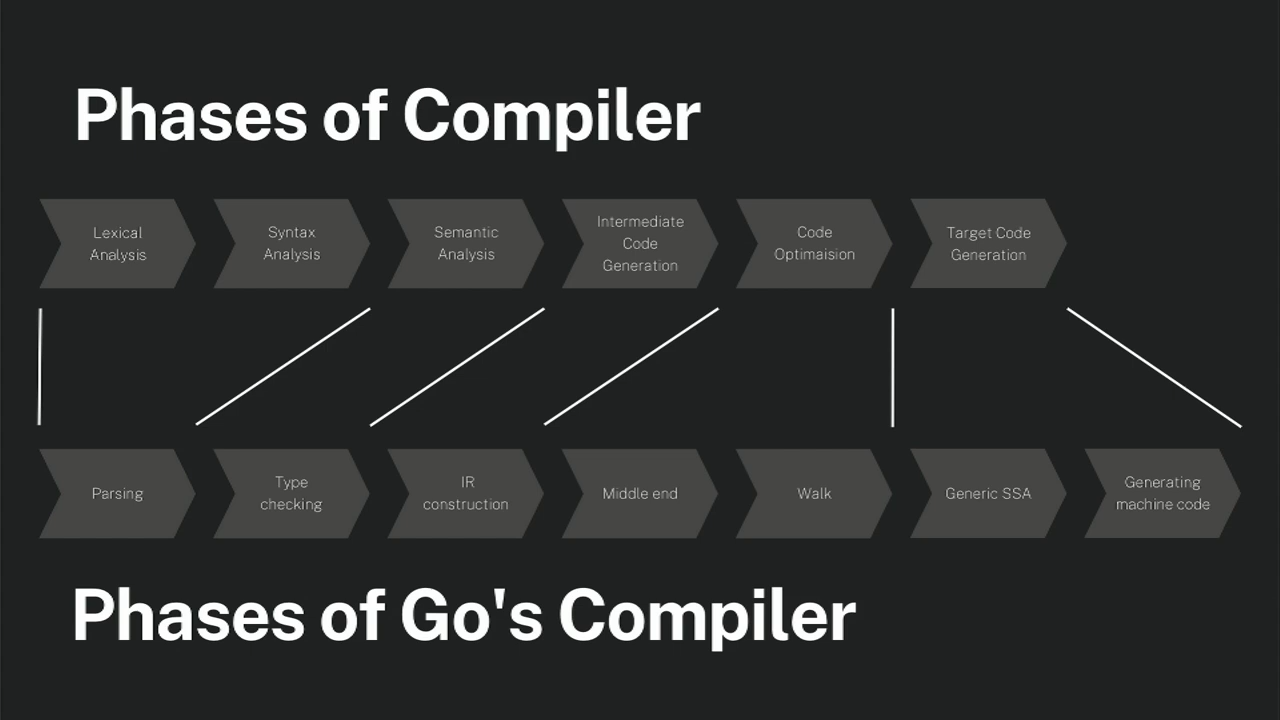 Phases of Compiler
Lexical
Analysis
Syntax
Analysis
Semantic
Analysis
Intermediate
Code
Generation
Code
Optimaision
Target Code
Generation
Parsing
Type
checking
IR
construction
Middle end
Walk
Generic SSA
Generating
machine code
Phases of Go's Compiler